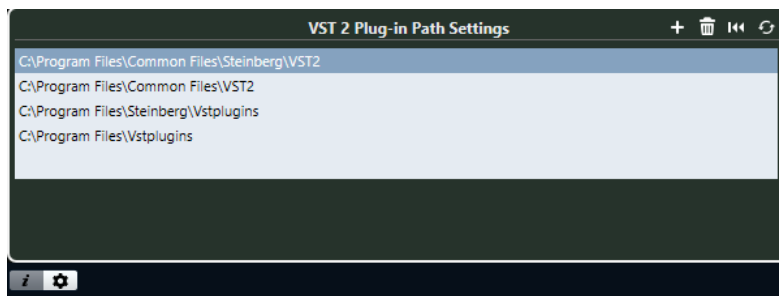 VST 2 Plug-in Path Settings
C:\Program Files\Common Files\Steinberg\VST2
C:\Program Files\Common Files\VST2
C:\Program Files\Steinberg\Vstplugins
C:\Program Files\Vstplugins
i